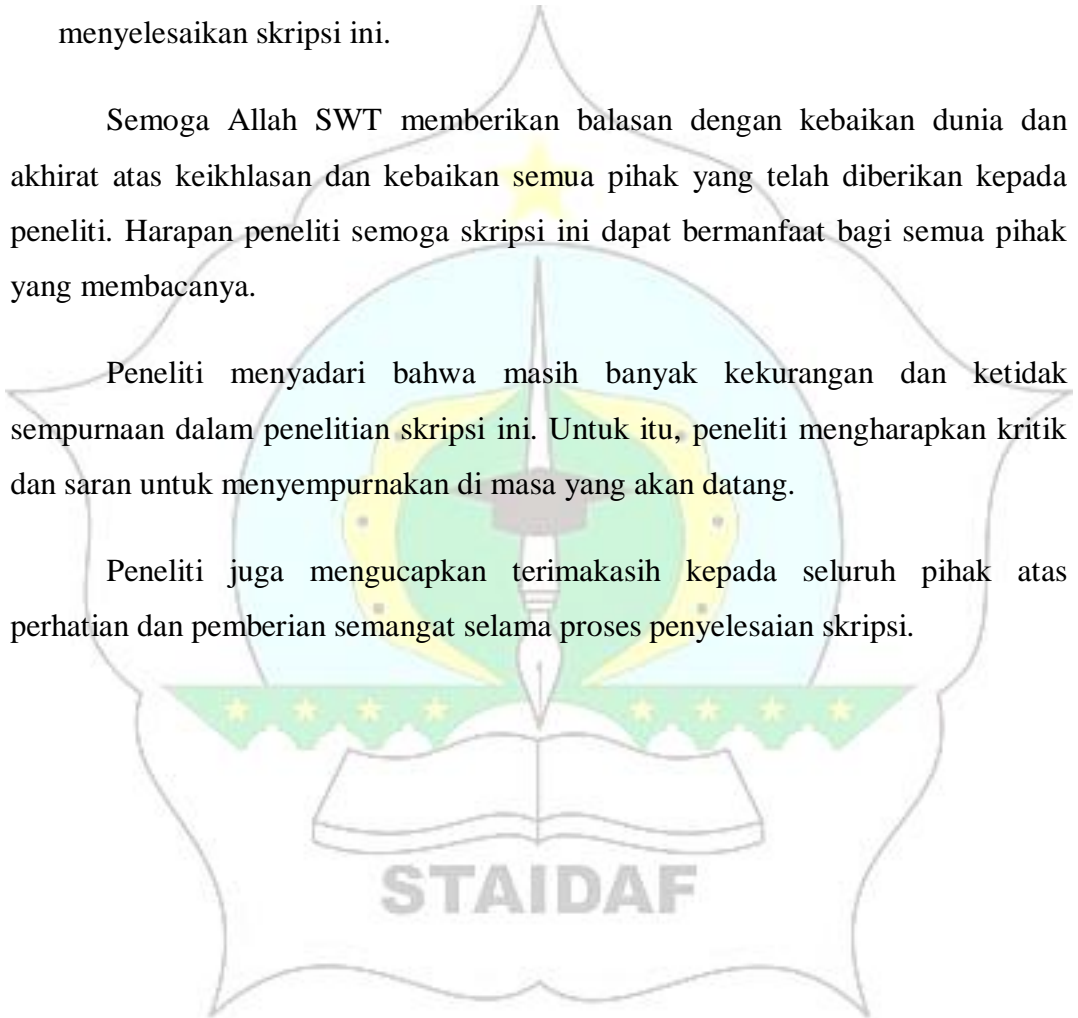 menyelesaikan skripsi ini.
Semoga Allah SWT memberikan balasan dengan kebaikan dunia dan
akhirat atas keikhlasan dan kebaikan semua pihak yang telah diberikan kepada
peneliti. Harapan peneliti semoga skripsi ini dapat bermanfaat bagi semua pihak
yang membacanya.
Peneliti menyadari bahwa masih banyak kekurangan dan ketidak
sempurnaan dalam penelitian skripsi ini. Untuk itu, peneliti mengharapkan kritik
dan saran untuk menyempurnakan di masa yang akan datang.
Peneliti juga mengucapkan terimakasih kepada seluruh pihak atas
perhatian dan pemberian semangat selama proses penyelesaian skripsi.
STAIDAF